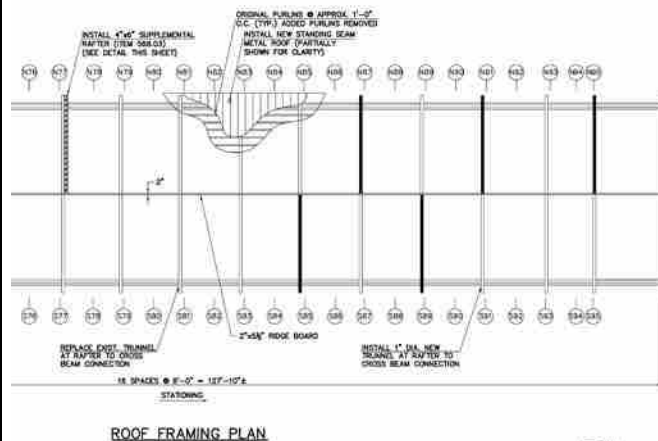 ORIGINAL PURLINS @ APPROX. 1'-0"
O.C. (TYP.) ADDED PURLINS REMOVED
INSTALL NEW STANDING SEAM
METAL ROOF (PARTIALLY
SHOWN FOR CLARITY)
INSTALL 4"x6" SUPPLEMENTAL
RAFTER (ITEM 588.03)
(SEE DETAIL THIS SHEET)
N76 N77 N78 N79 N80 N81 N82 N83 N84 N85 N86 N87 N88 N89 N90 N91 N92 N93 N94 N95
2"
S76 S77 S78 S79 S80 S81 S82 S83 S84 S85 S86 S87 S88 S89 S90 S91 S92 S93 S94 S95
2"x5½" RIDGE BOARD
REPLACE EXIST. TRUNNEL
AT RAFTER TO CROSS
BEAM CONNECTION
INSTALL 1" DIA. NEW
TRUNNEL AT RAFTER TO
CROSS BEAM CONNECTION
16 SPACES @ 8'-0" = 127'-10"±
STATIONING
ROOF FRAMING PLAN